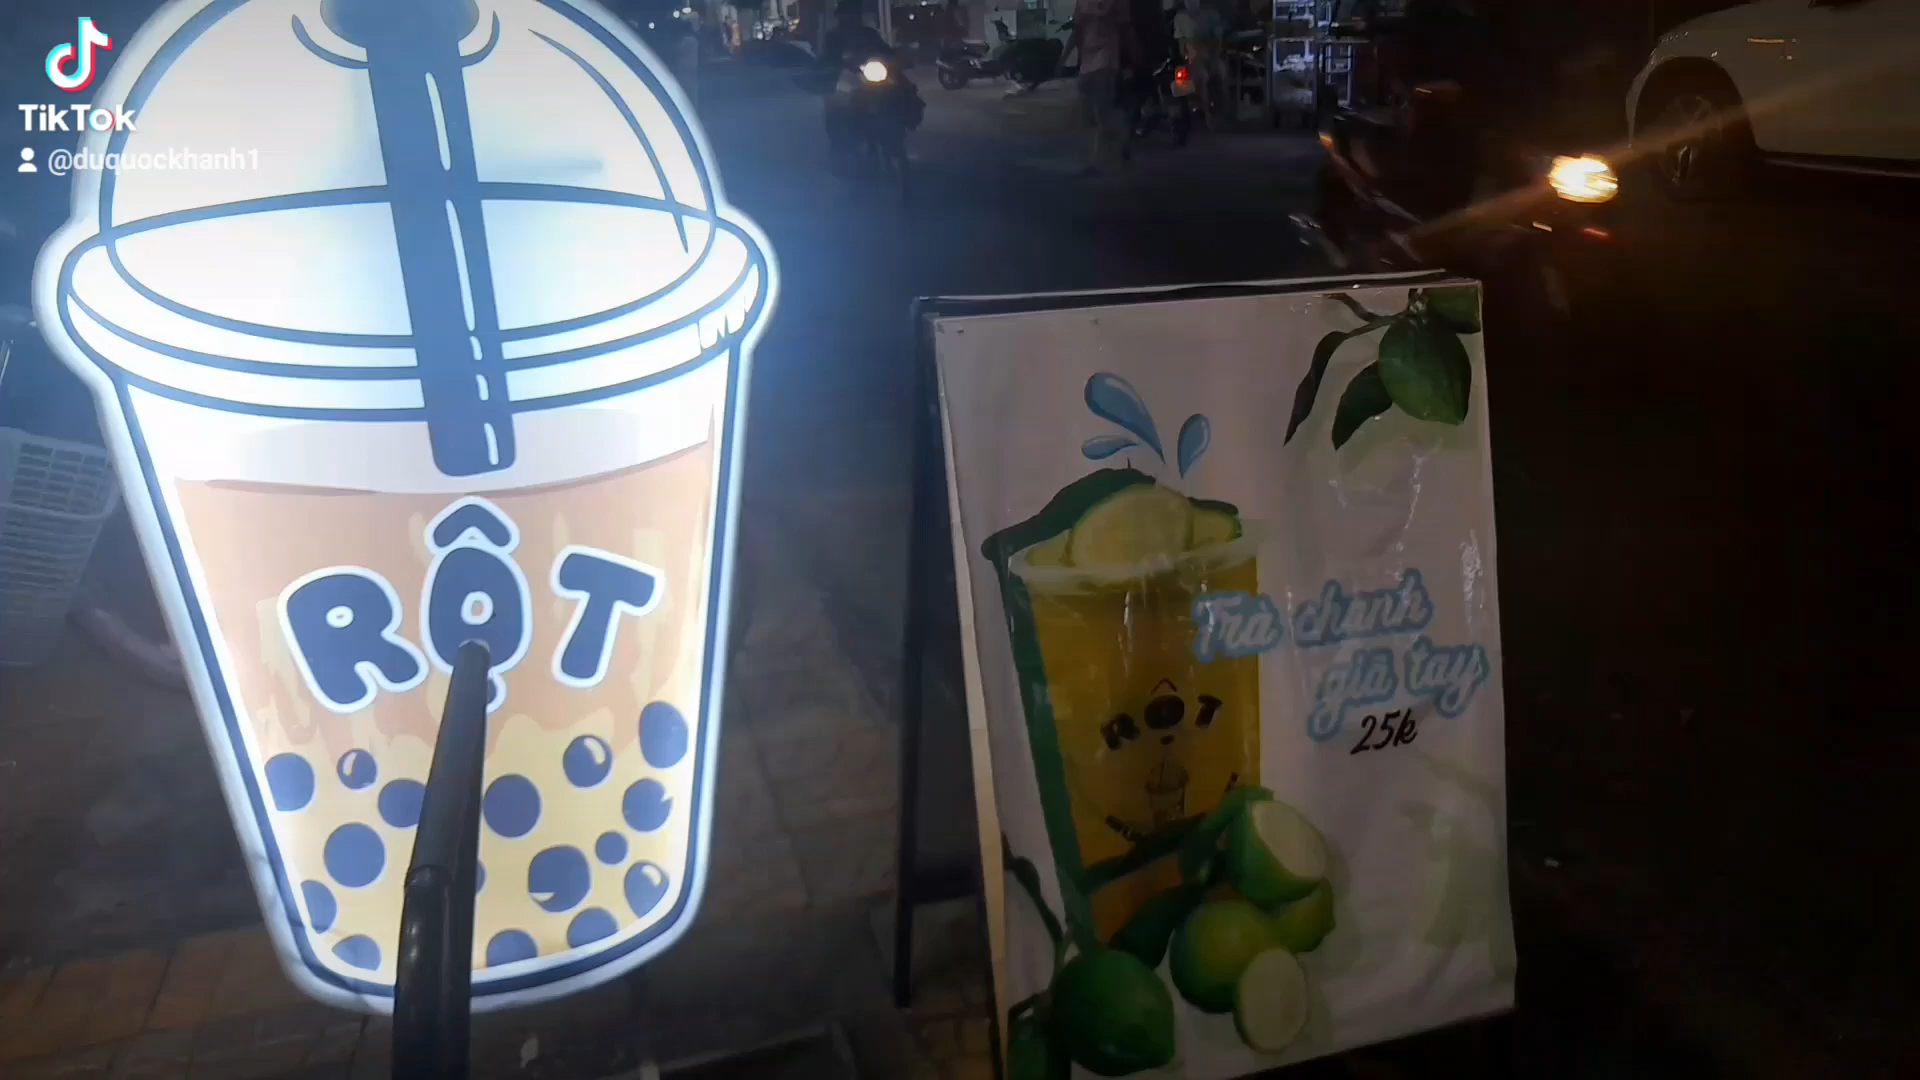 TikTok
@duquockhanh1
RỘT
Trà chanh
giã tay
25k
RỘT